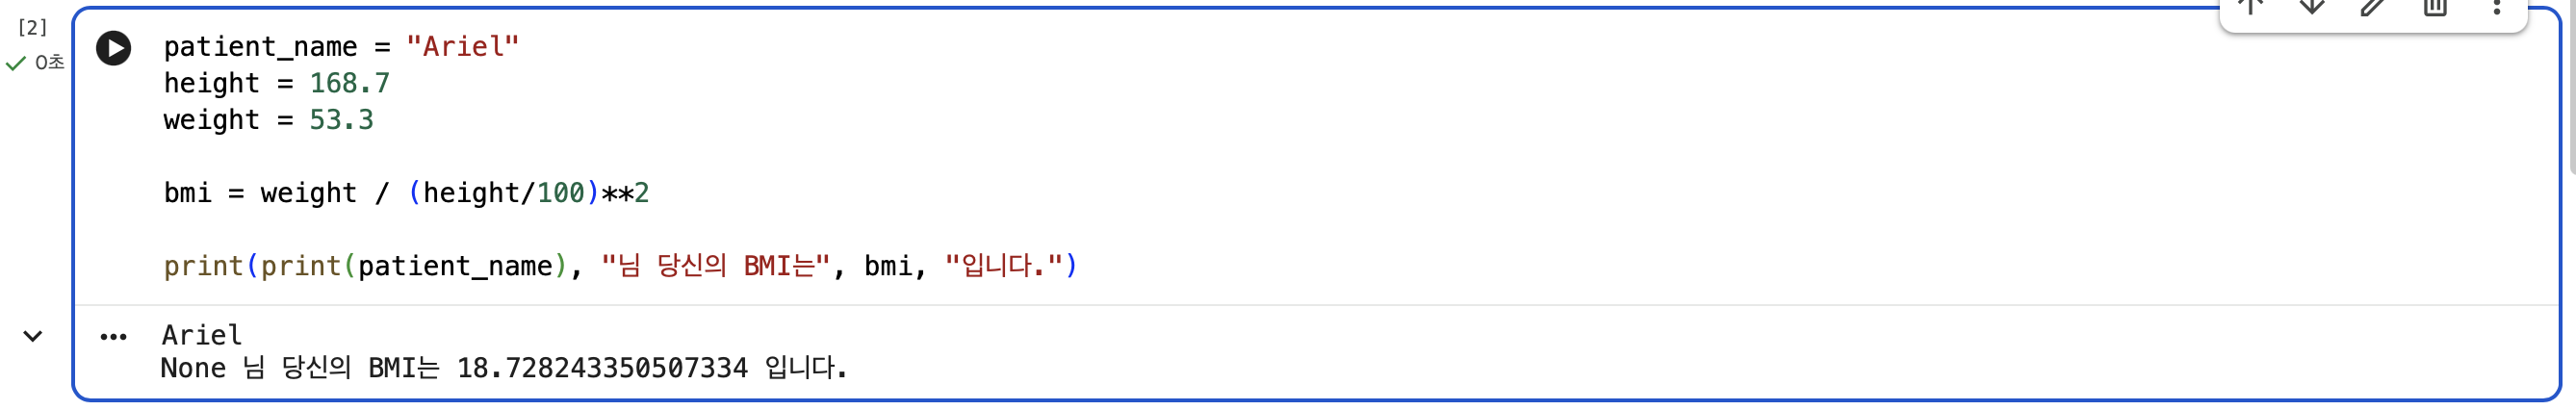 [2]
0초
patient_name = "Ariel"
height = 168.7
weight = 53.3
bmi = weight / (height/100)**2
print(print(patient_name), "님 당신의 BMI는", bmi, "입니다.")
Ariel
None 님 당신의 BMI는 18.728243350507334 입니다.